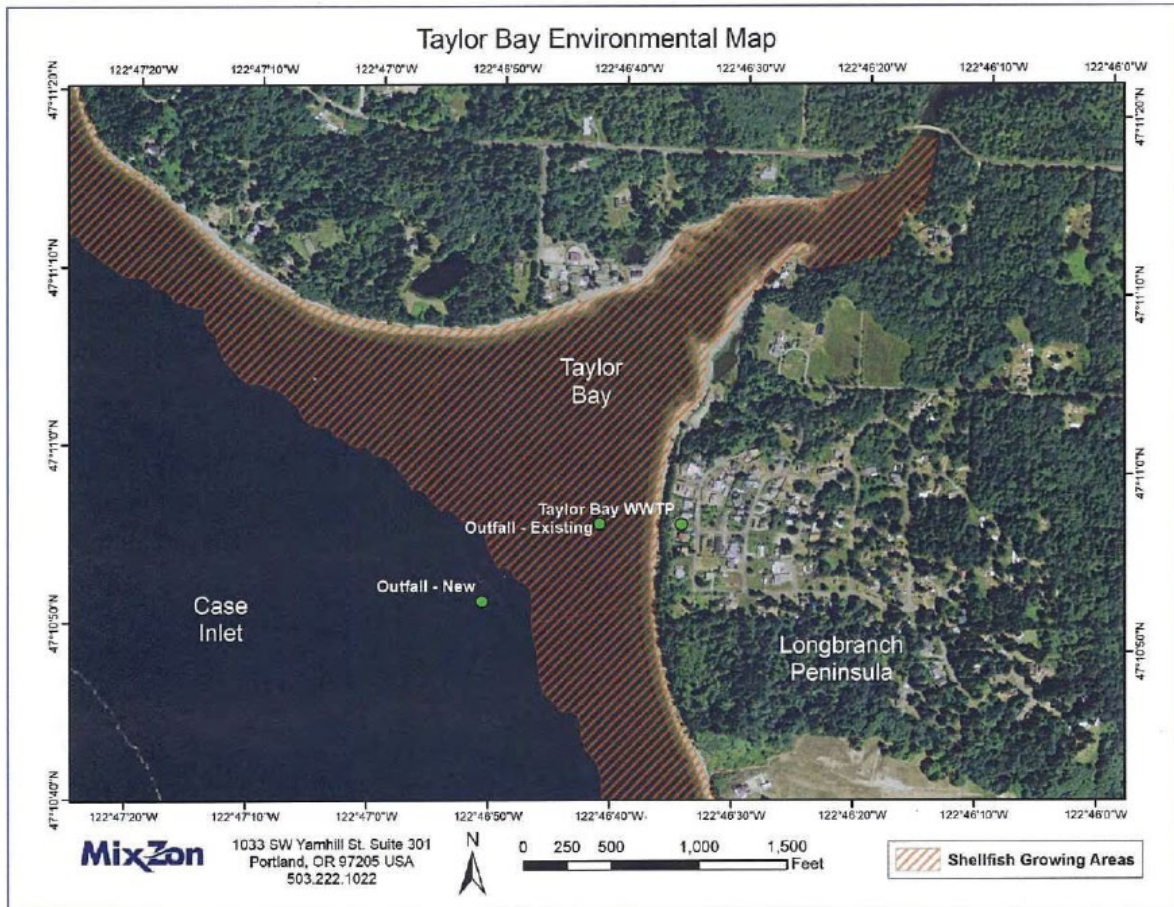 Taylor Bay Environmental Map
122°47'20"W 122°47'10"W 122°47'0"W 122°46'50"W 122°46'40"W 122°46'30"W 122°46'20"W 122°46'10"W 122°46'0"W
47°11'20"N
47°11'10"N
47°11'0"N
47°10'50"N
47°10'40"N
47°11'20"N
47°11'10"N
47°11'0"N
47°10'50"N
Taylor
Bay
Taylor Bay WWTP
Outfall - Existing
Outfall - New
Case
Inlet
Longbranch
Peninsula
122°47'20"W 122°47'10"W 122°47'0"W 122°46'50"W 122°46'40"W 122°46'30"W 122°46'20"W 122°46'10"W 122°46'0"W
MixZon
1033 SW Yamhill St. Suite 301
Portland, OR 97205 USA
503.222.1022
N
0 250 500 1,000 1,500
Feet
Shellfish Growing Areas